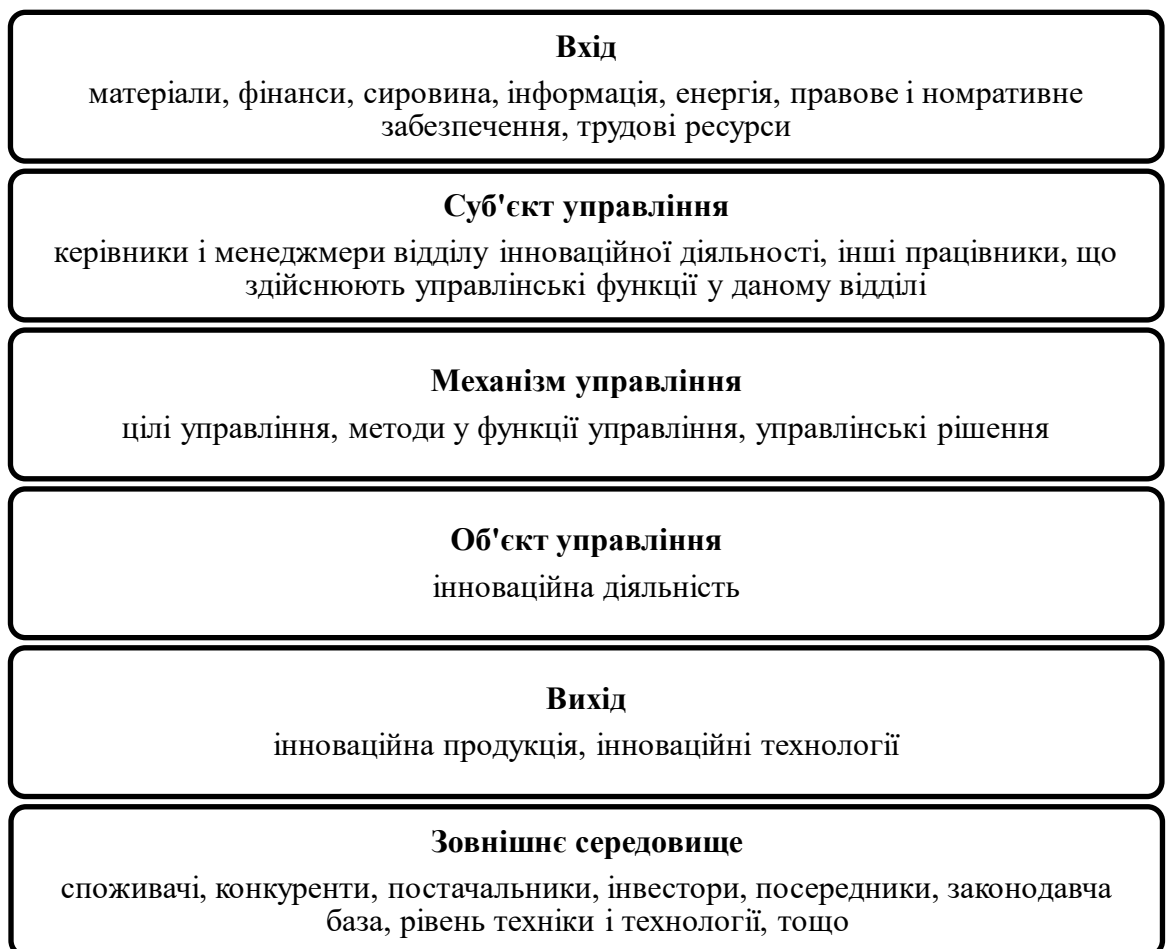 Вхід
матеріали, фінанси, сировина, інформація, енергія, правове і номративне
забезпечення, трудові ресурси
Суб'єкт управління
керівники і менеджмери відділу інноваційної діяльності, інші працівники, що
здійснюють управлінські функції у даному відділі
Механізм управління
цілі управління, методи у функції управління, управлінські рішення
Об'єкт управління
інноваційна діяльність
Вихід
інноваційна продукція, інноваційні технології
Зовнішнє середовище
споживачі, конкуренти, постачальники, інвестори, посередники, законодавча
база, рівень техніки і технології, тощо